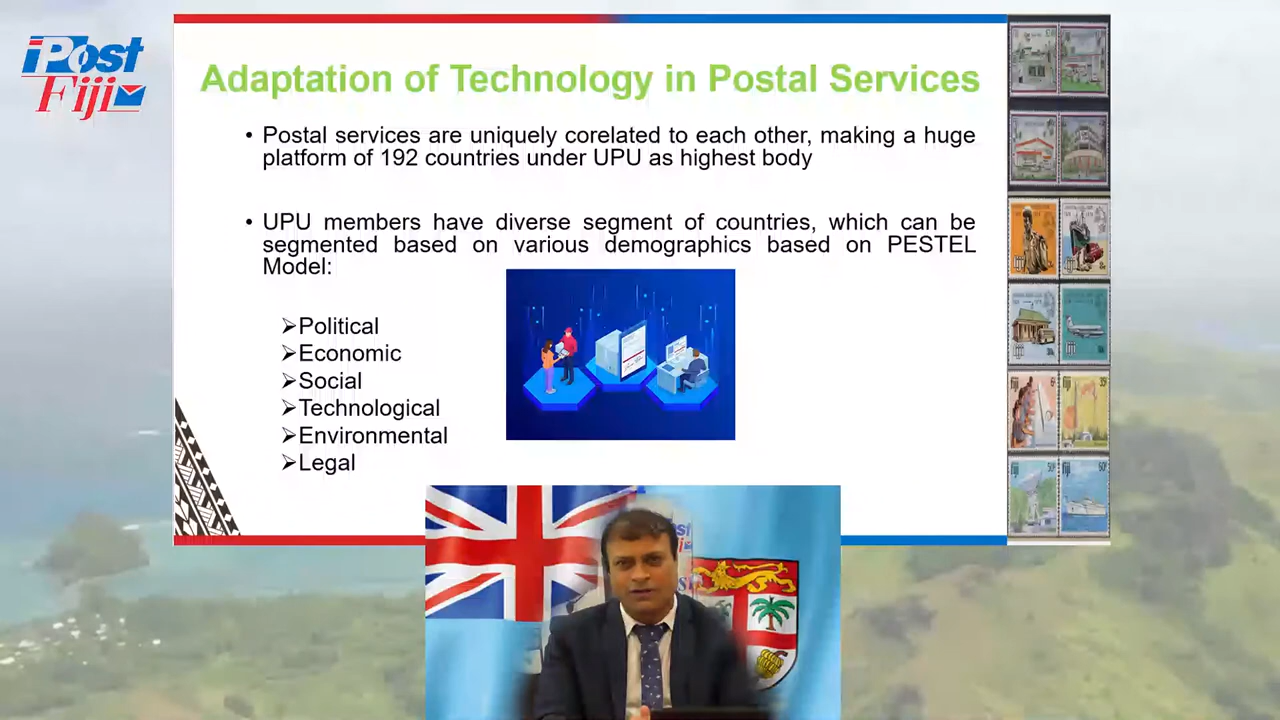 Post
Fiji
Adaptation of Technology in Postal Services
• Postal services are uniquely corelated to each other, making a huge
platform of 192 countries under UPU as highest body
• UPU members have diverse segment of countries, which can be
segmented based on various demographics based on PESTEL
Model:
➢Political
➢Economic
➢Social
➢Technological
➢Environmental
➢Legal